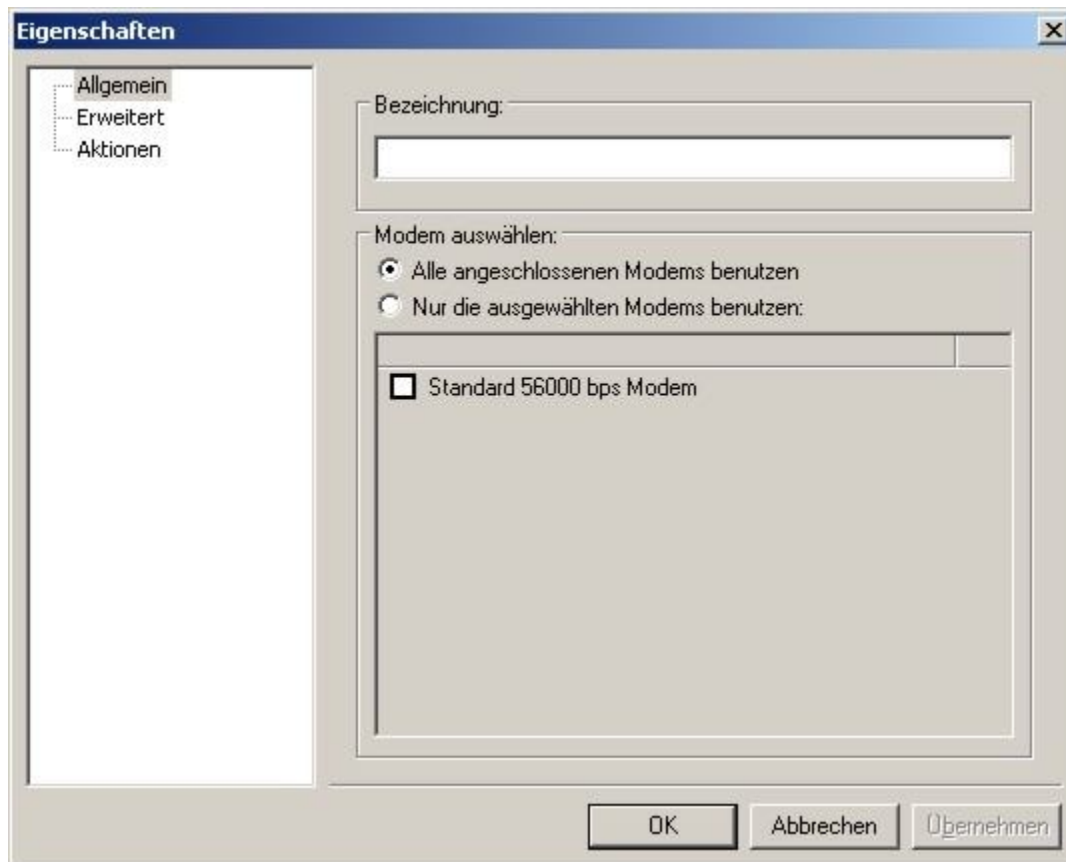 Eigenschaften
Allgemein
Erweitert
Aktionen
Bezeichnung:
Modem auswählen:
Alle angeschlossenen Modems benutzen
Nur die ausgewählten Modems benutzen:
Standard 56000 bps Modem
OK
Abbrechen
Übernehmen